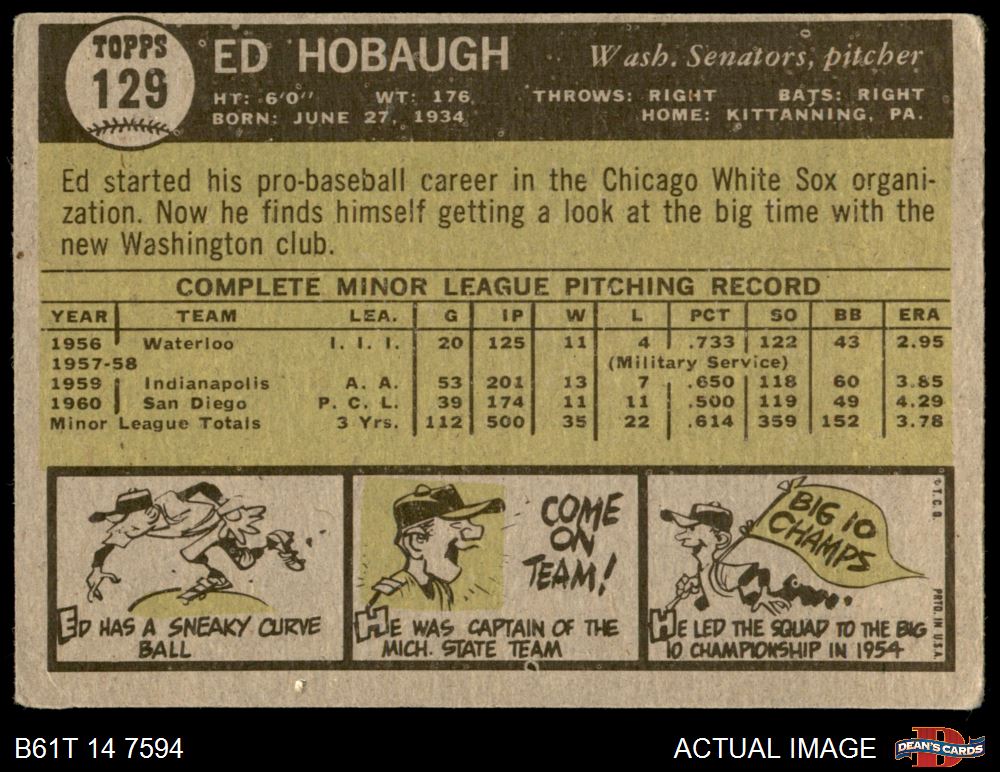 TOPPS
129
ED HOBAUGH
Wash. Senators, pitcher
HT: 6'0" WT: 176 THROWS: RIGHT BATS: RIGHT
BORN: JUNE 27, 1934 HOME: KITTANNING, PA.
Ed started his pro-baseball career in the Chicago White Sox organi-
zation. Now he finds himself getting a look at the big time with the
new Washington club.
COMPLETE MINOR LEAGUE PITCHING RECORD
YEAR TEAM LEA. G IP W L PCT SO BB ERA
1956 Waterloo I. I. I. 20 125 11 4 .733 122 43 2.95
1957-58 (Military Service)
1959 Indianapolis A. A. 53 201 13 7 .650 118 60 3.85
1960 San Diego P. C. L. 39 174 11 11 .500 119 49 4.29
Minor League Totals 3 Yrs. 112 500 35 22 .614 359 152 3.78
ED HAS A SNEAKY CURVE
BALL
COME
ON
TEAM!
HE WAS CAPTAIN OF THE
MICH. STATE TEAM
BIG 10
CHAMPS
HE LED THE SQUAD TO THE BIG
10 CHAMPIONSHIP IN 1954
© T. C. G.
PRTD. IN U.S.A.
B61T 14 7594
ACTUAL IMAGE
D
DEAN'S CARDS